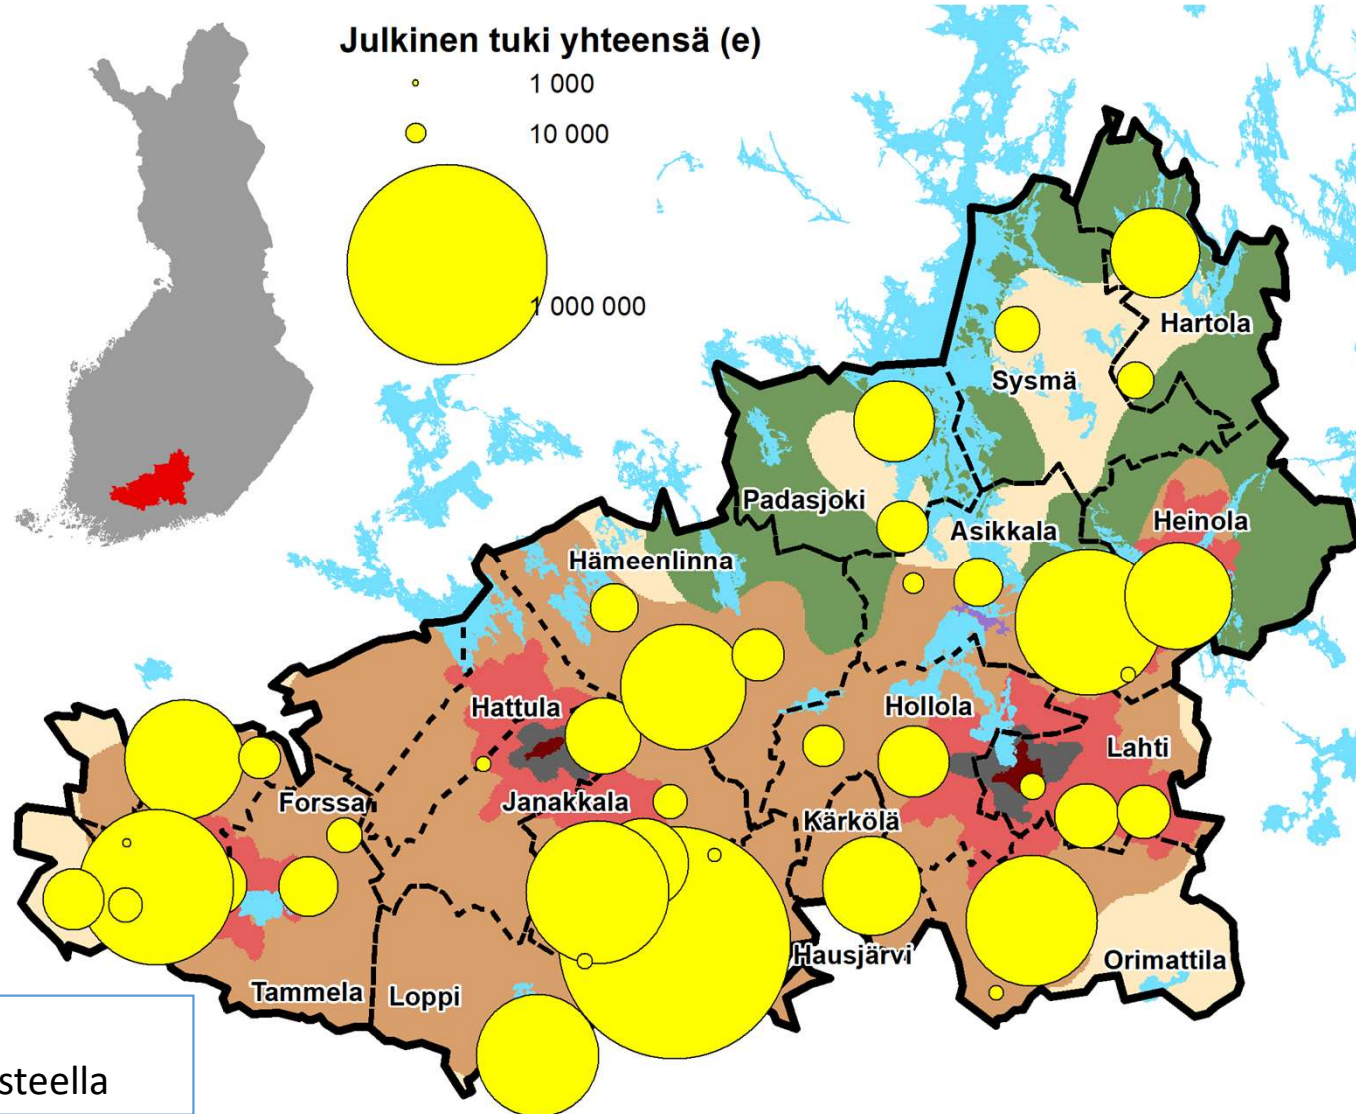 Julkinen tuki yhteensä (e)
1 000
10 000
1 000 000
Hartola
Sysmä
Padasjoki
Asikkala
Heinola
Hämeenlinna
Hattula
Hollola
Lahti
Forssa
Janakkala
Kärkölä
Hausjärvi
Orimattila
Tammela
Loppi
steella